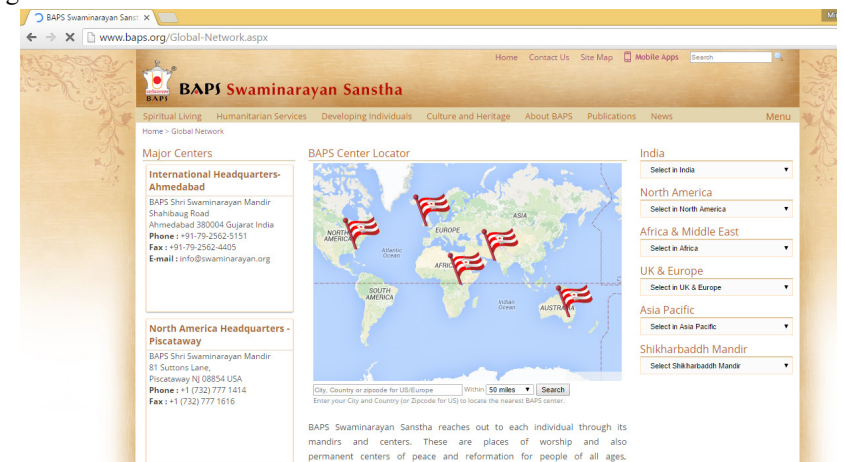 BAPS Swaminarayan Sanst
www.baps.org/Global-Network.aspx
Home Contact Us Site Map Mobile Apps Search
BAPS
BAPS Swaminarayan Sanstha
Spiritual Living Humanitarian Services Developing Individuals Culture and Heritage About BAPS Publications News Menu
Home > Global Network
Major Centers
International Headquarters-
Ahmedabad
BAPS Shri Swaminarayan Mandir
Shahibaug Road
Ahmedabad 380004 Gujarat India
Phone : +91-79-2562-5151
Fax : +91-79-2562-4405
E-mail : info@swaminarayan.org
North America Headquarters -
Piscataway
BAPS Shri Swaminarayan Mandir
81 Suttons Lane,
Piscataway NJ 08854 USA
Phone : +1 (732) 777 1414
Fax : +1 (732) 777 1616
BAPS Center Locator
NORTH
AMERICA
Atlantic
Ocean
EUROPE
ASIA
AFRICA
SOUTH
AMERICA
Indian
Ocean
AUSTRALIA
City, Country or zipcode for US/Europe Within 50 miles Search
Enter your City and Country (or Zipcode for US) to locate the nearest BAPS center.
BAPS Swaminarayan Sanstha reaches out to each individual through its
mandirs and centers. These are places of worship and also
permanent centers of peace and reformation for people of all ages,
India
Select in India
North America
Select in North America
Africa & Middle East
Select in Africa
UK & Europe
Select in UK & Europe
Asia Pacific
Select in Asia Pacific
Shikharbaddh Mandir
Select Shikharbaddh Mandir